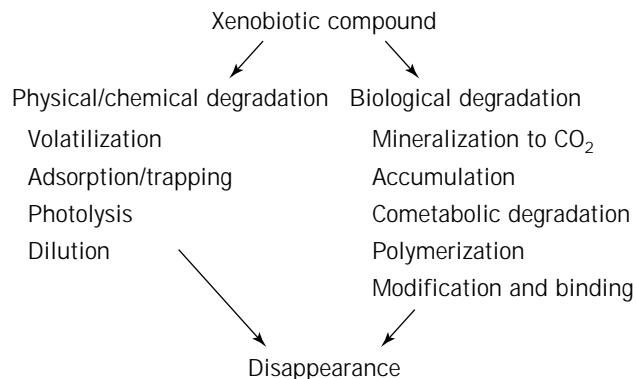 Xenobiotic compound
Physical/chemical degradation
Volatilization
Adsorption/trapping
Photolysis
Dilution
Biological degradation
Mineralization to CO₂
Accumulation
Cometabolic degradation
Polymerization
Modification and binding
Disappearance